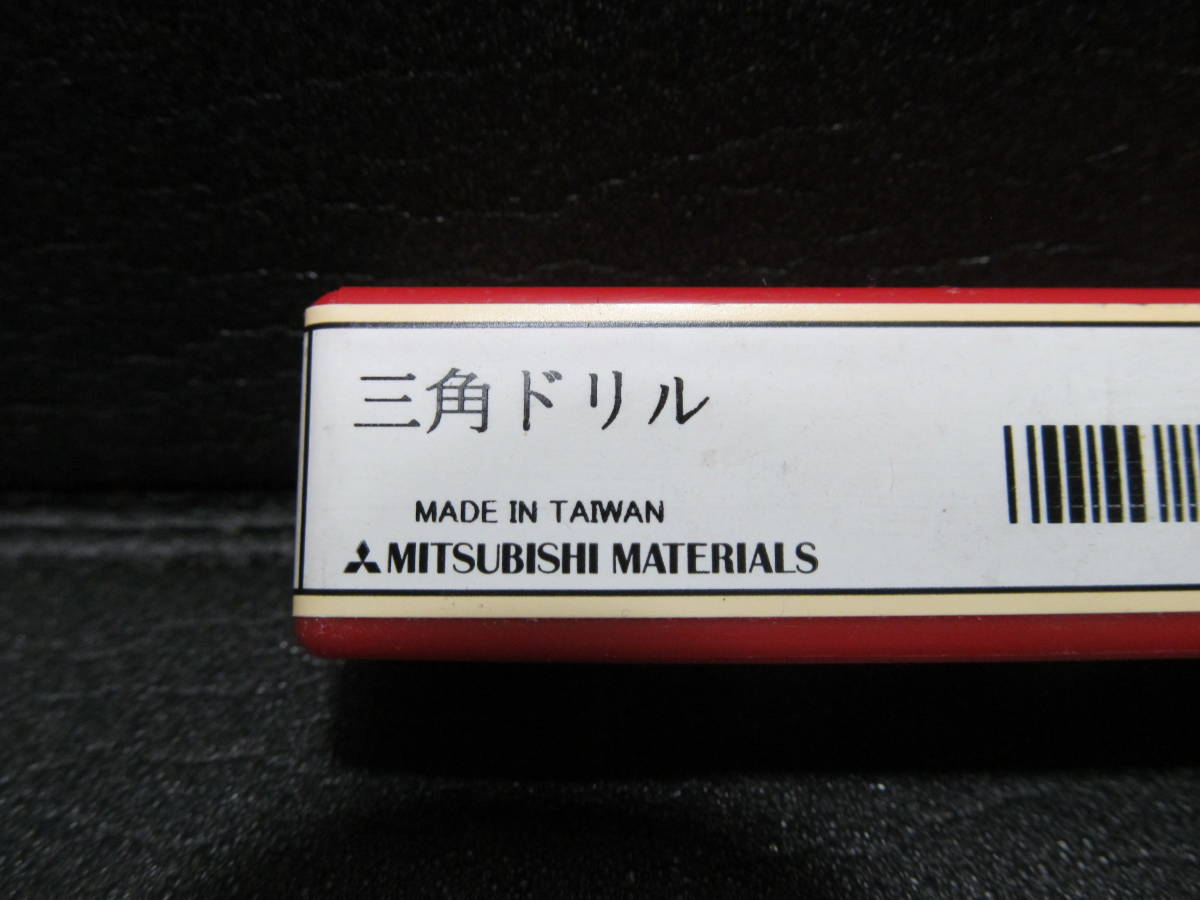 三角ドリル
MADE IN TAIWAN
MITSUBISHI MATERIALS